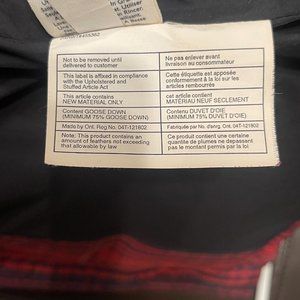 Not to be removed until
delivered to customer
Ne pas enlever avant
livraison au consommateur
This label is affixed in compliance
with the Upholstered and
Stuffed Article Act
Cette étiquette est apposée
conformément à la loi sur les
articles rembourrés
This article contains
NEW MATERIAL ONLY
cet article contient
MATÉRIAU NEUF SECLEMENT
Content GOOSE DOWN
(MINIMUM 75% GOOSE DOWN)
Contenu DUVET D'OIE
(MINIMUM 75% DUVET D'OIE)
Made by Ont. Reg No. 04T-121802
Fabriquée par No. d'enrg. Ont. 04T-121802
Note: This product contains an
amount of feathers not exceeding
that allowable by law
Ce produit contient une certaine
quantité de plumes ne dépassant pas
le montant permis par la loi